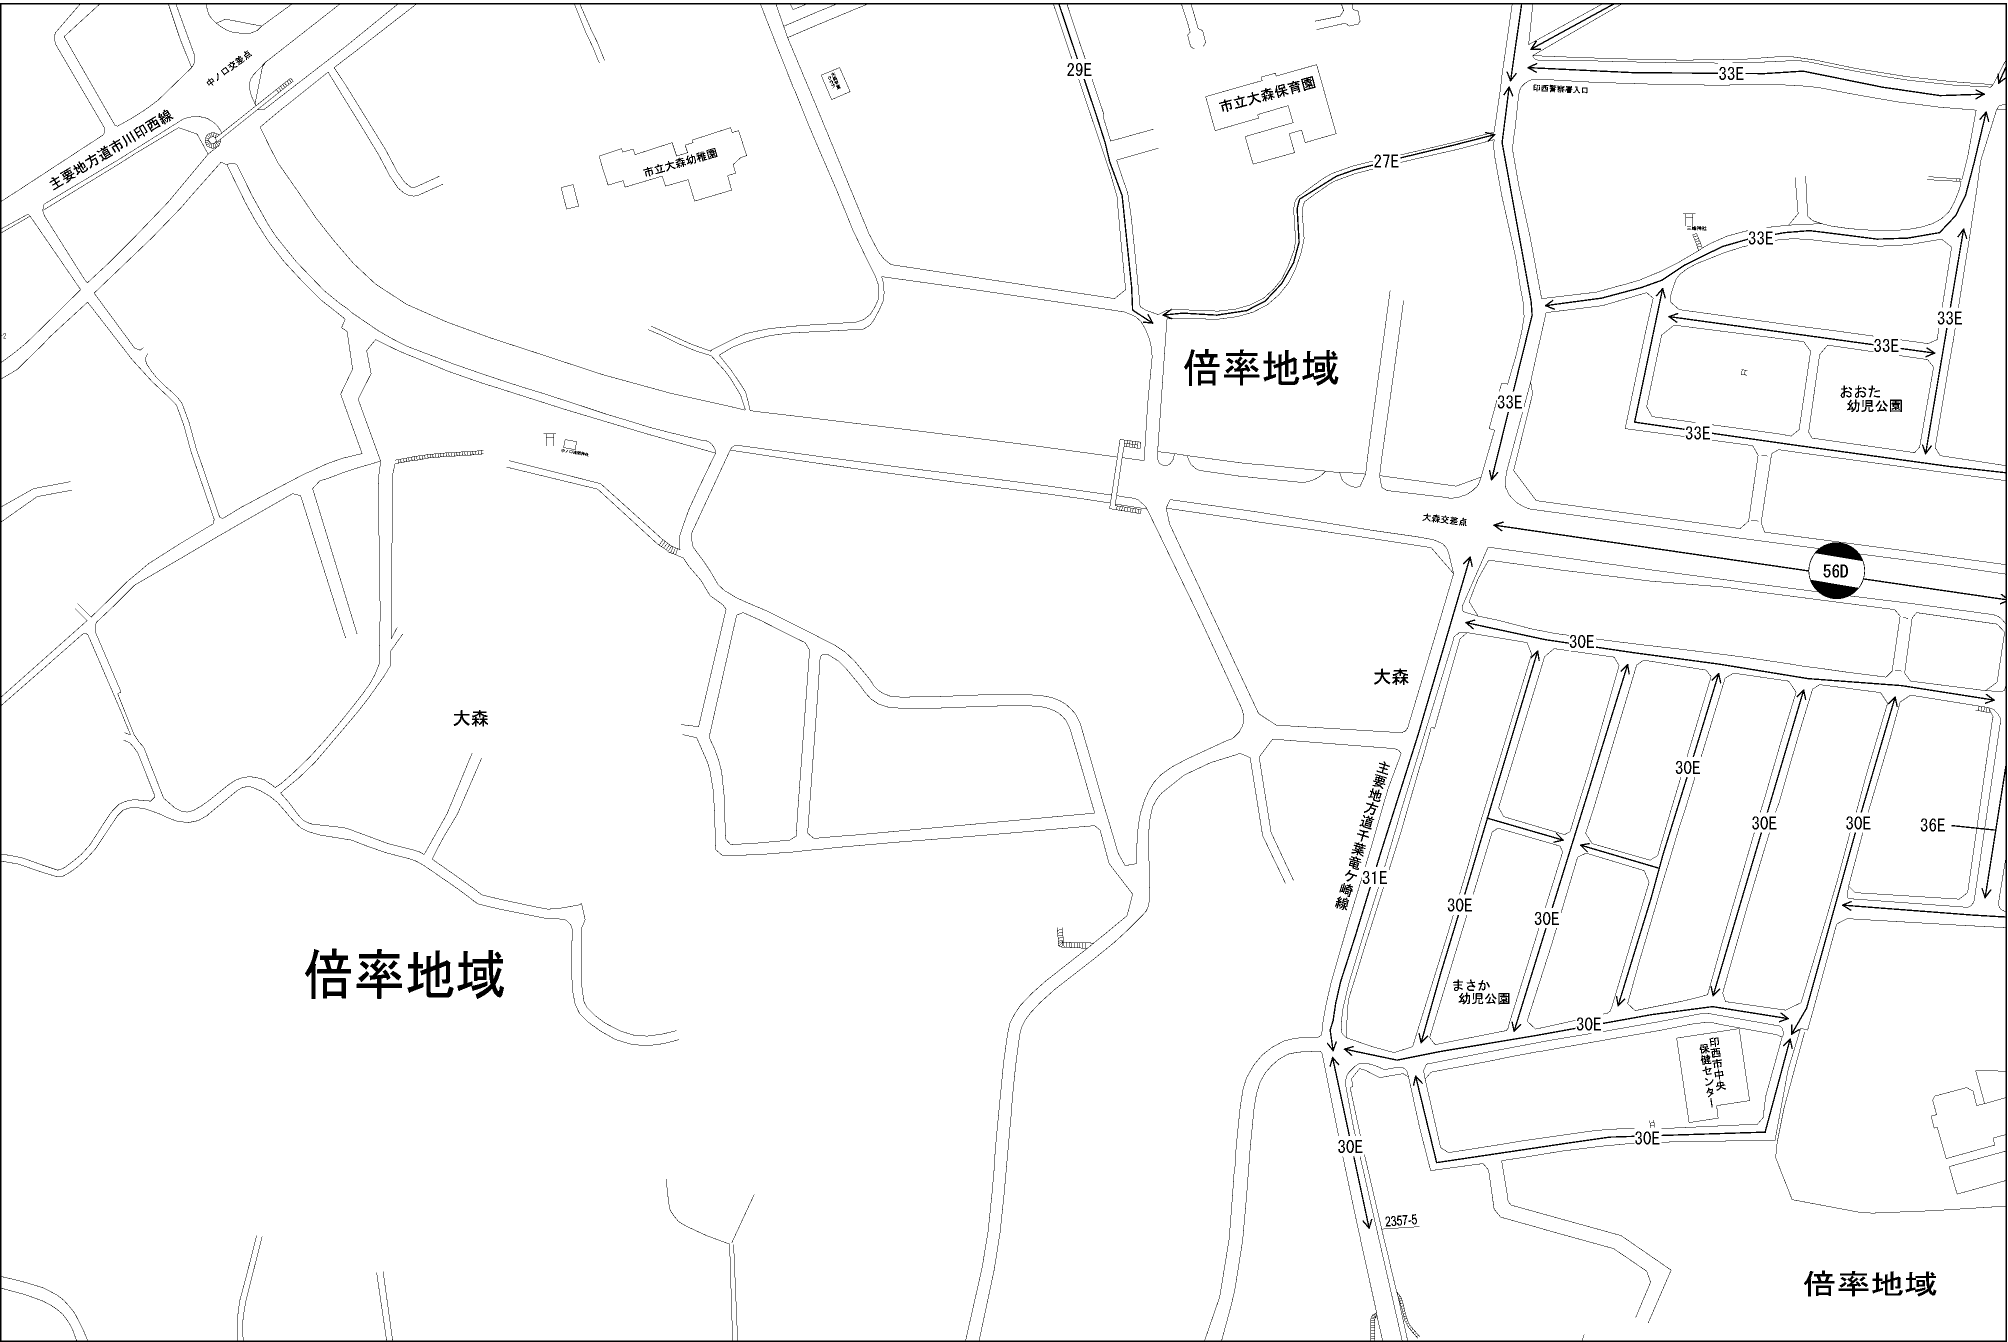 中ノ口交差点
主要地方道市川印西線
市立大森幼稚園
29E
市立大森保育園
27E
33E
印西警察署入口
三峰神社
33E
33E
33E
おおた
幼児公園
33E
33E
倍率地域
大森交差点
56D
30E
大森
大森
主要地方道千葉竜ケ崎線
31E
30E
30E
30E
30E
30E
36E
まさか
幼児公園
30E
印西市中央
保健センター
30E
30E
2357-5
倍率地域
倍率地域